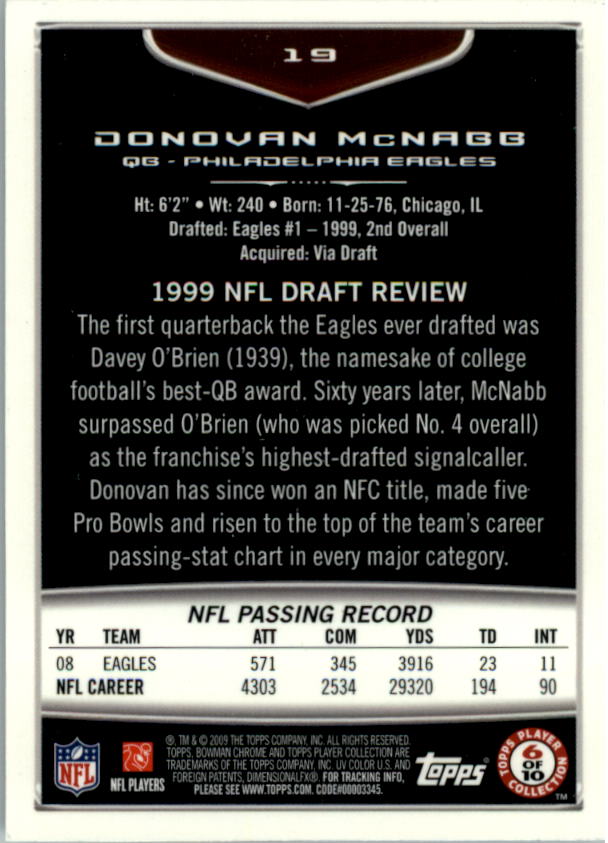 19
DONOVAN McNABB
QB - PHILADELPHIA EAGLES
Ht: 6'2" • Wt: 240 • Born: 11-25-76, Chicago, IL
Drafted: Eagles #1 – 1999, 2nd Overall
Acquired: Via Draft
1999 NFL DRAFT REVIEW
The first quarterback the Eagles ever drafted was
Davey O'Brien (1939), the namesake of college
football's best-QB award. Sixty years later, McNabb
surpassed O'Brien (who was picked No. 4 overall)
as the franchise's highest-drafted signalcaller.
Donovan has since won an NFC title, made five
Pro Bowls and risen to the top of the team's career
passing-stat chart in every major category.
NFL PASSING RECORD
YR TEAM ATT COM YDS TD INT
08 EAGLES 571 345 3916 23 11
NFL CAREER 4303 2534 29320 194 90
®, TM & © 2009 THE TOPPS COMPANY, INC. ALL RIGHTS RESERVED.
TOPPS, BOWMAN CHROME AND TOPPS PLAYER COLLECTION ARE
TRADEMARKS OF THE TOPPS COMPANY, INC. UV COLOR U.S. AND
FOREIGN PATENTS, DIMENSIONALFX®. FOR TRACKING INFO,
PLEASE SEE WWW.TOPPS.COM. CODE#00003345.
NFL
NFL PLAYERS
Topps®
TOPPS PLAYER COLLECTION
6
OF
10
TM